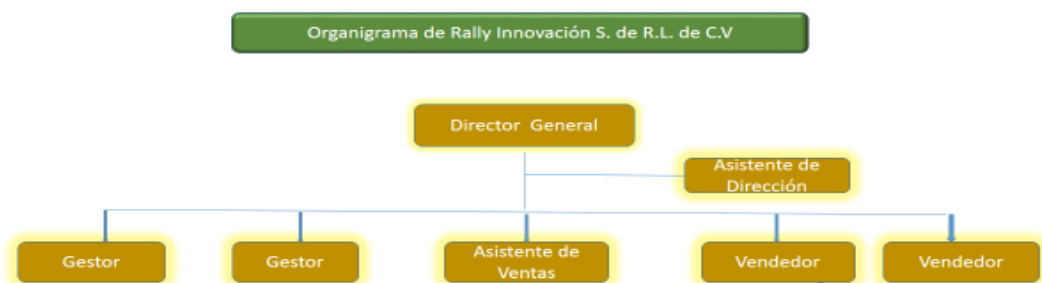 Organigrama de Rally Innovación S. de R.L. de C.V
Director General
Asistente de
Dirección
Gestor
Gestor
Asistente de
Ventas
Vendedor
Vendedor